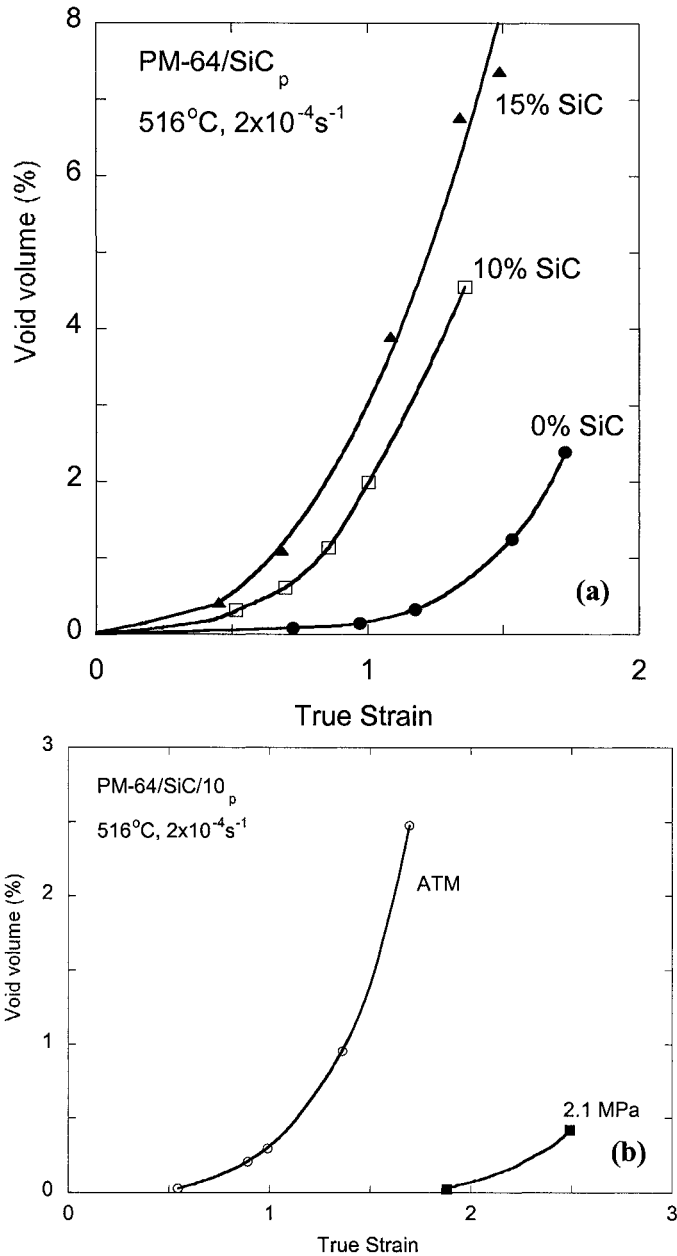 8
PM-64/SiCp
516°C, 2x10⁻⁴s⁻¹
15% SiC
6
10% SiC
4
0% SiC
2
(a)
0
0 1 2
Void volume (%)
True Strain
3
PM-64/SiC/10p
516°C, 2x10⁻⁴s⁻¹
ATM
2
1
2.1 MPa
(b)
0
0 1 2 3
Void volume (%)
True Strain